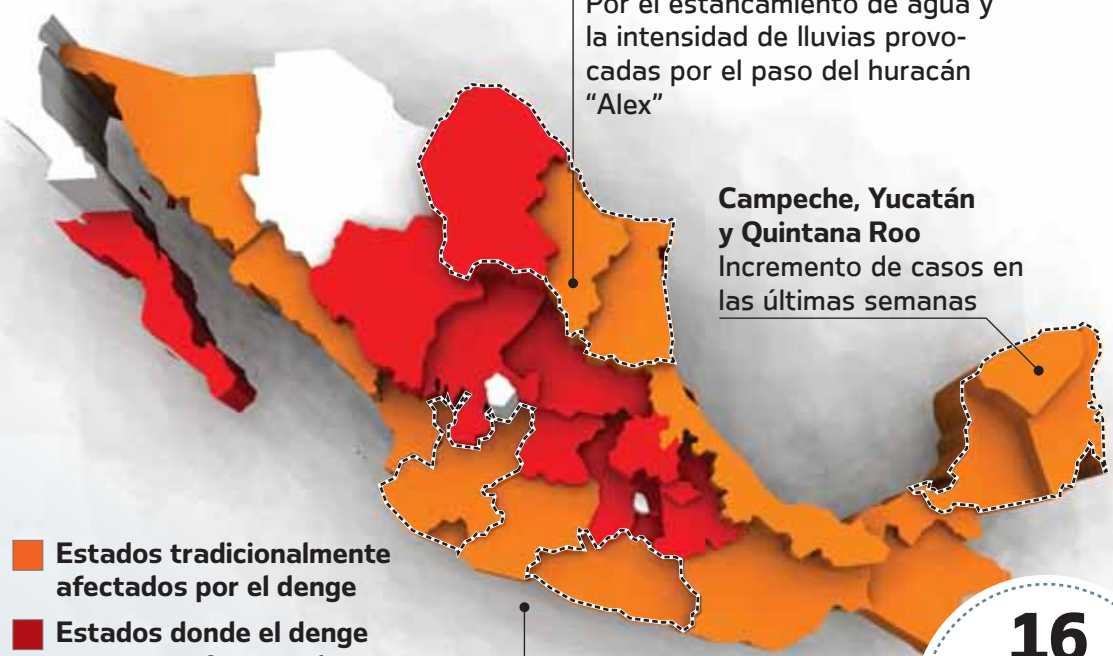 Por el estancamiento de agua y
la intensidad de lluvias provo-
cadas por el paso del huracán
“Alex”
Campeche, Yucatán
y Quintana Roo
Incremento de casos en
las últimas semanas
Estados tradicionalmente
afectados por el denge
Estados donde el denge
16